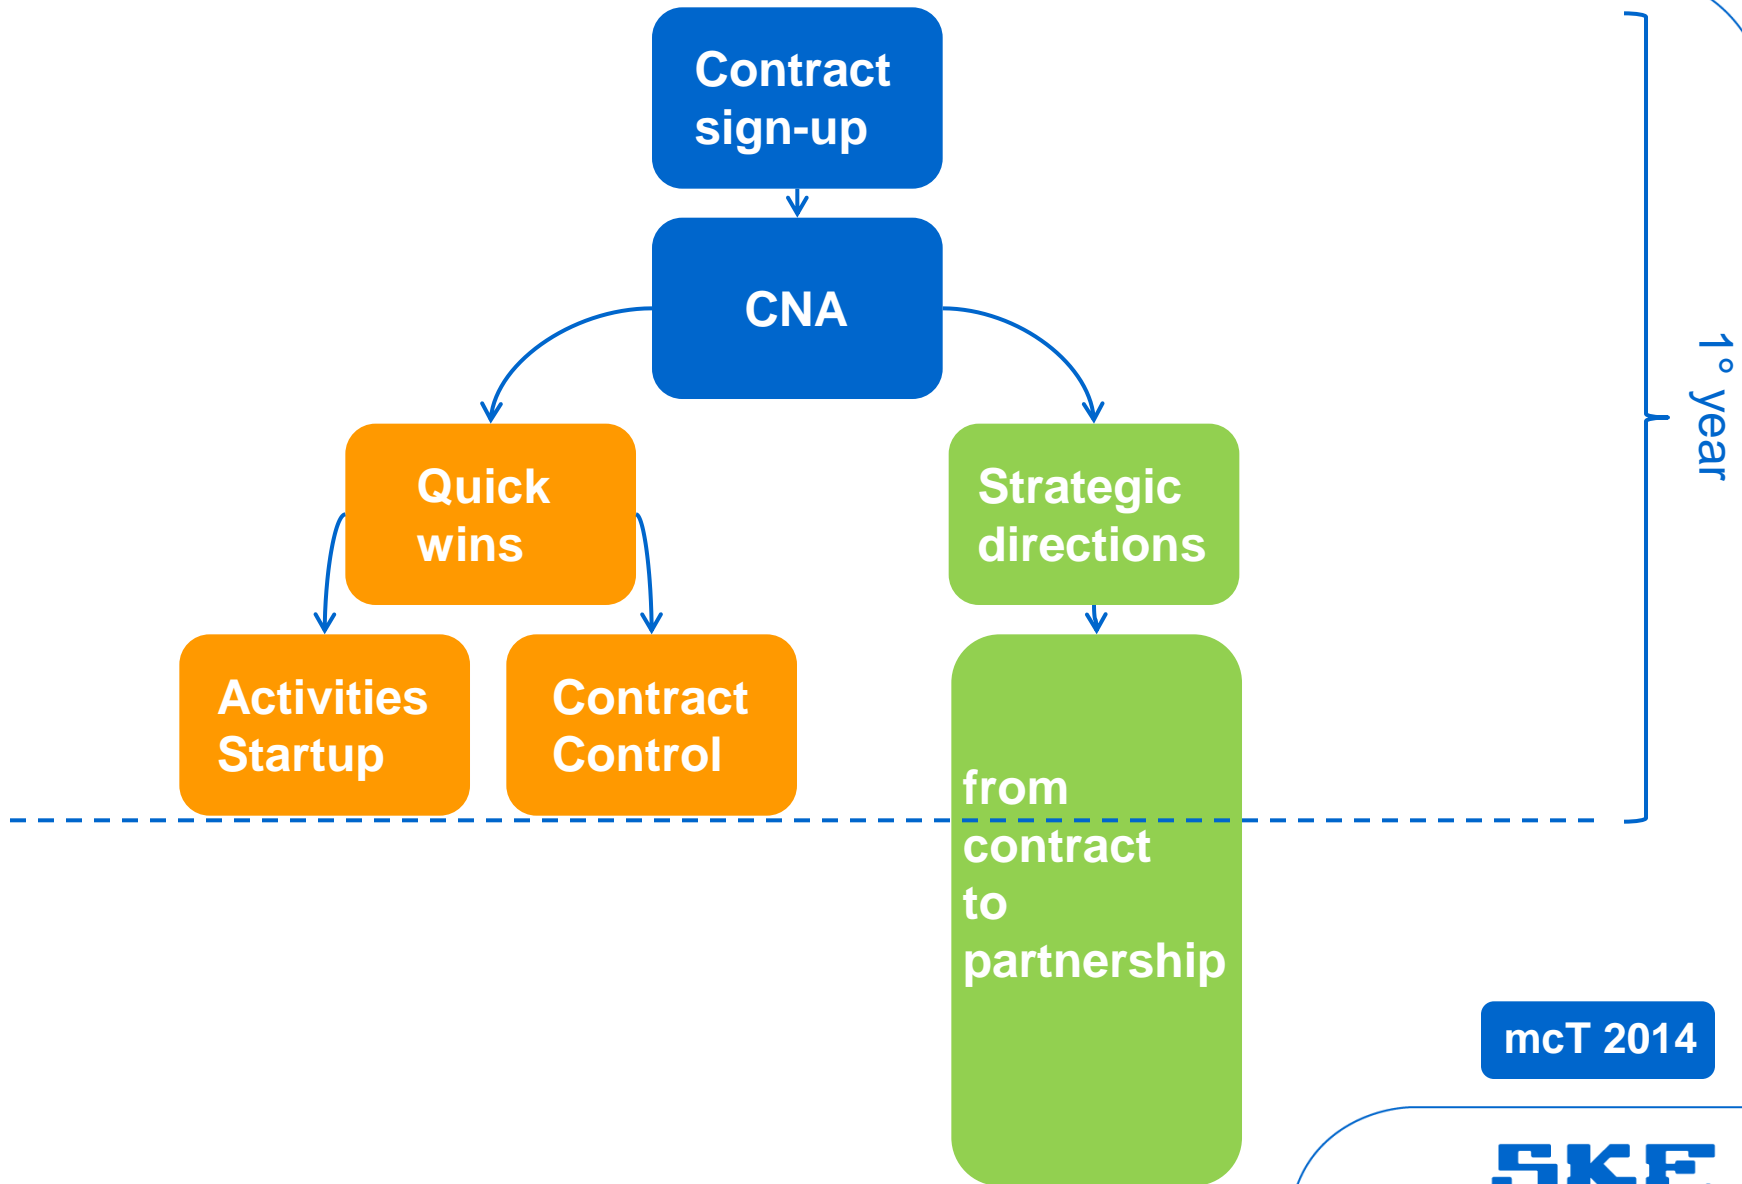 Contract
sign-up
CNA
1° year
Quick
wins
Strategic
directions
Activities
Startup
Contract
Control
from
contract
to
partnership
mcT 2014
SKF